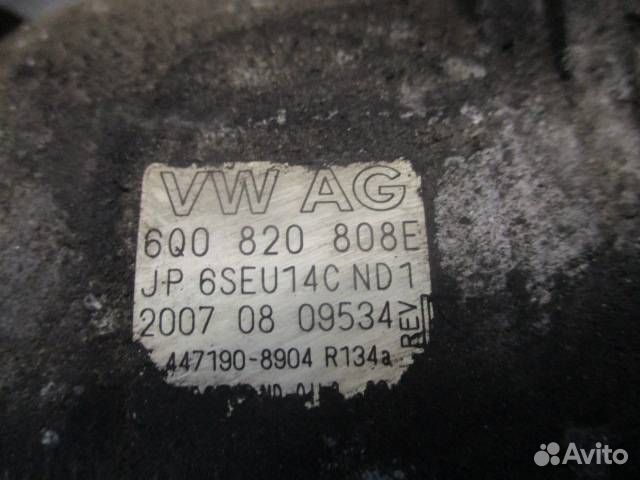 VW AG
6Q0 820 808E
JP 6SEU14C ND1
2007 08 09534
REV
447190-8904 R134a
Avito